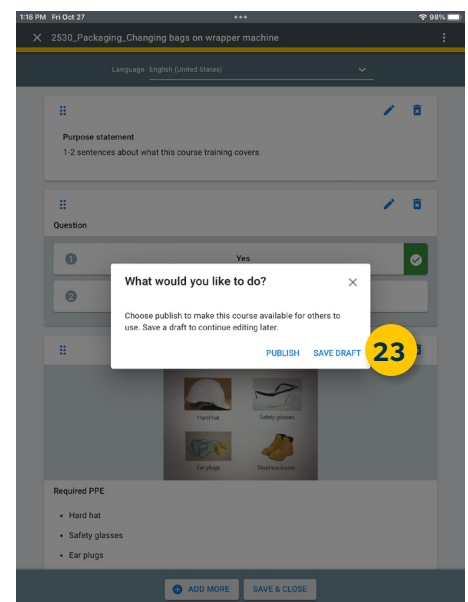 1:16 PM Fri Oct 27
98%
2530_Packaging_Changing bags on wrapper machine
Language English (United States)
Purpose statement
1-2 sentences about what this course training covers.
Question
1
Yes
2
What would you like to do?
Choose publish to make this course available for others to
use. Save a draft to continue editing later.
PUBLISH SAVE DRAFT
23
Hard hat
Safety glasses
Ear plugs
Steel toe boots
Required PPE
• Hard hat
• Safety glasses
• Ear plugs
ADD MORE
SAVE & CLOSE